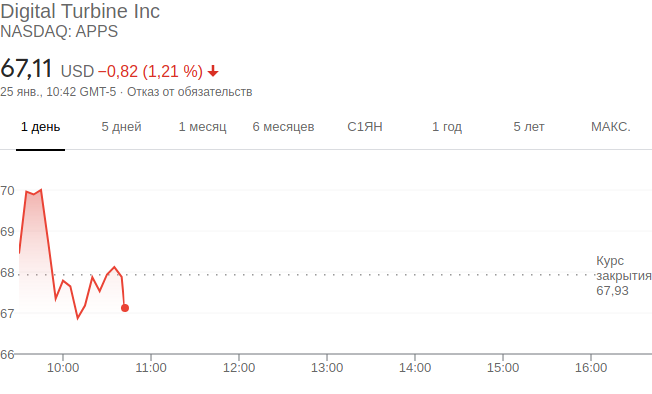 Digital Turbine Inc
NASDAQ: APPS
67,11 USD −0,82 (1,21 %)
25 янв., 10:42 GMT-5 · Отказ от обязательств
1 день 5 дней 1 месяц 6 месяцев С1ЯН 1 год 5 лет МАКС.
70
69
68
67
66
Курс
закрытия
67,93
10:00 11:00 12:00 13:00 14:00 15:00 16:00